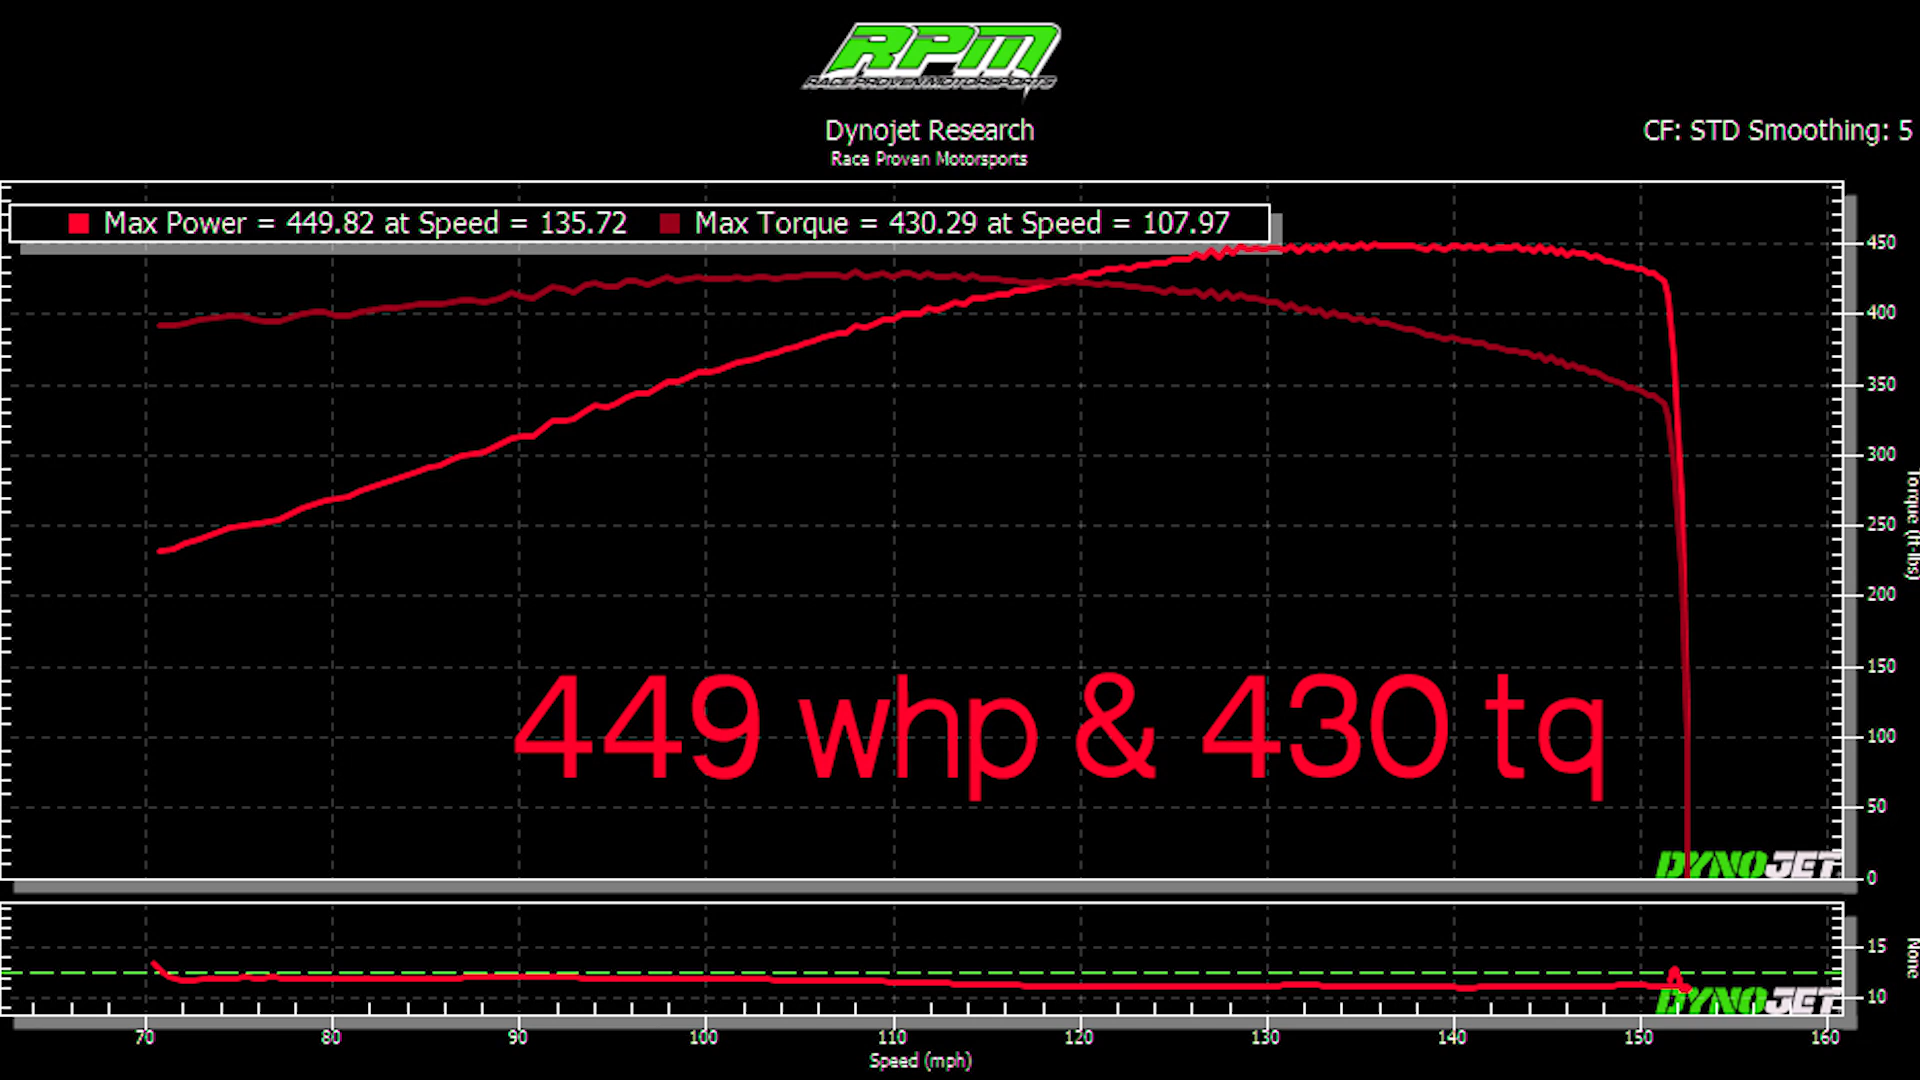 RPM
RACE PROVEN MOTORSPORTS
Dynojet Research
Race Proven Motorsports
CF: STD Smoothing: 5
Max Power = 449.82 at Speed = 135.72 Max Torque = 430.29 at Speed = 107.97
450
400
350
300
250
200
150
100
50
0
Torque (ft-lbs)
449 whp & 430 tq
DYNOJET
15
10
None
DYNOJET
70 80 90 100 110 120 130 140 150 160
Speed (mph)